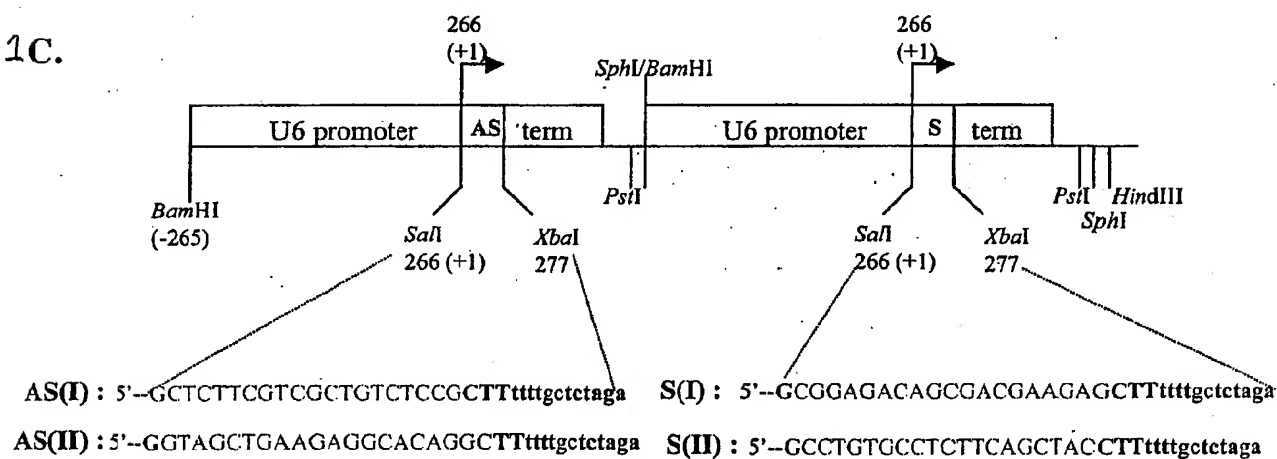 1C.
266 266
(+1) (+1)
SphI/BamHI
U6 promoter AS term U6 promoter S term
PstI PstI HindIII
BamHI SphI
(-265)
SalI XbaI SalI XbaI
266 (+1) 277 266 (+1) 277
AS(I) : 5'--GCTCTTCGTCGCTGTCTCCGCTTttttgctctaga S(I) : 5'--GCGGAGACAGCGACGAAGAGCTTttttgctctaga
AS(II) : 5'--GGTAGCTGAAGAGGCACAGGCTTttttgctctaga S(II) : 5'--GCCTGTGCCTCTTCAGCTACCTTttttgctctaga